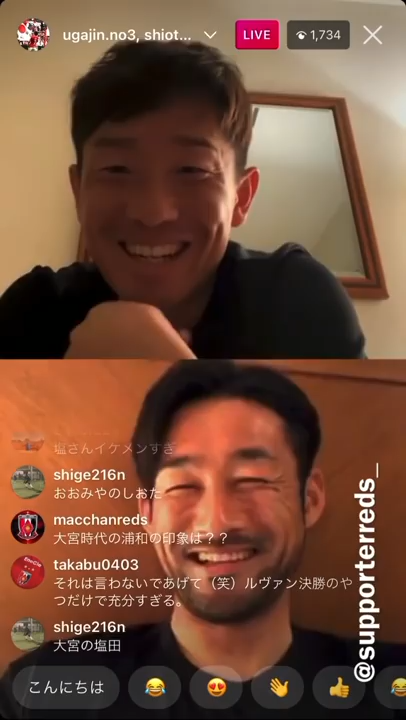 ugajin.no3, shiot...
LIVE
1,734
塩さんイケメンすぎ
shige216n
おおみやのしおた
macchanreds
大宮時代の浦和の印象は？？
takabu0403
それは言わないであげて（笑）ルヴァン決勝のや
つだけで充分すぎる。
shige216n
大宮の塩田
こんにちは
@supporterreds_